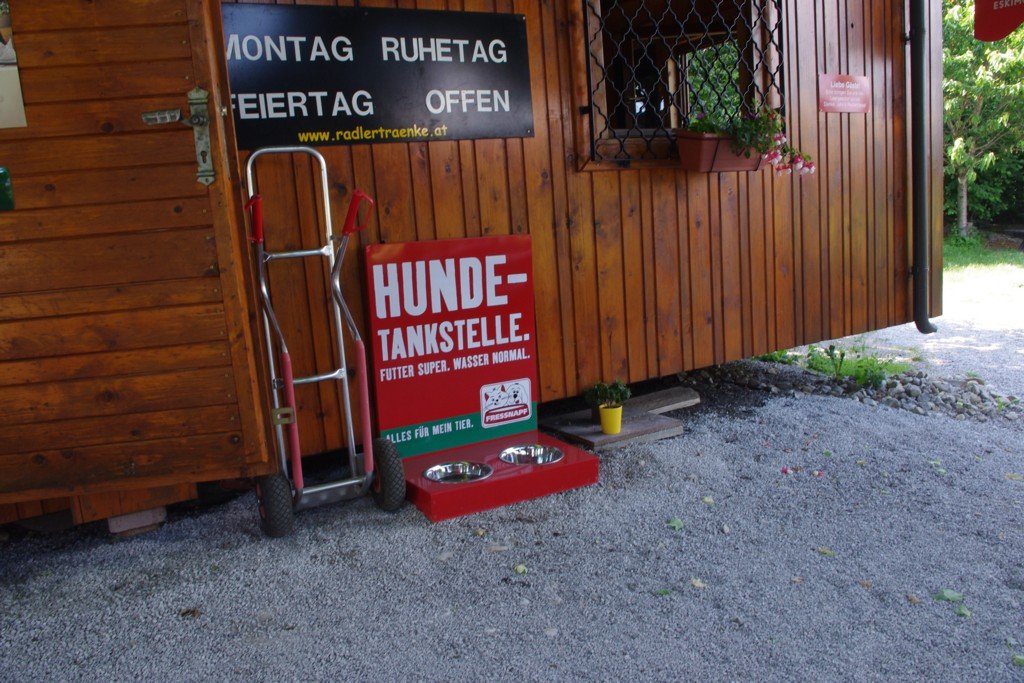 MONTAG RUHETAG
FEIERTAG OFFEN
www.radlertraenke.at
HUNDE-
TANKSTELLE.
FUTTER SUPER. WASSER NORMAL.
FRESSNAPF
ALLES FÜR MEIN TIER.
Liebe Gäste!
ESKIM